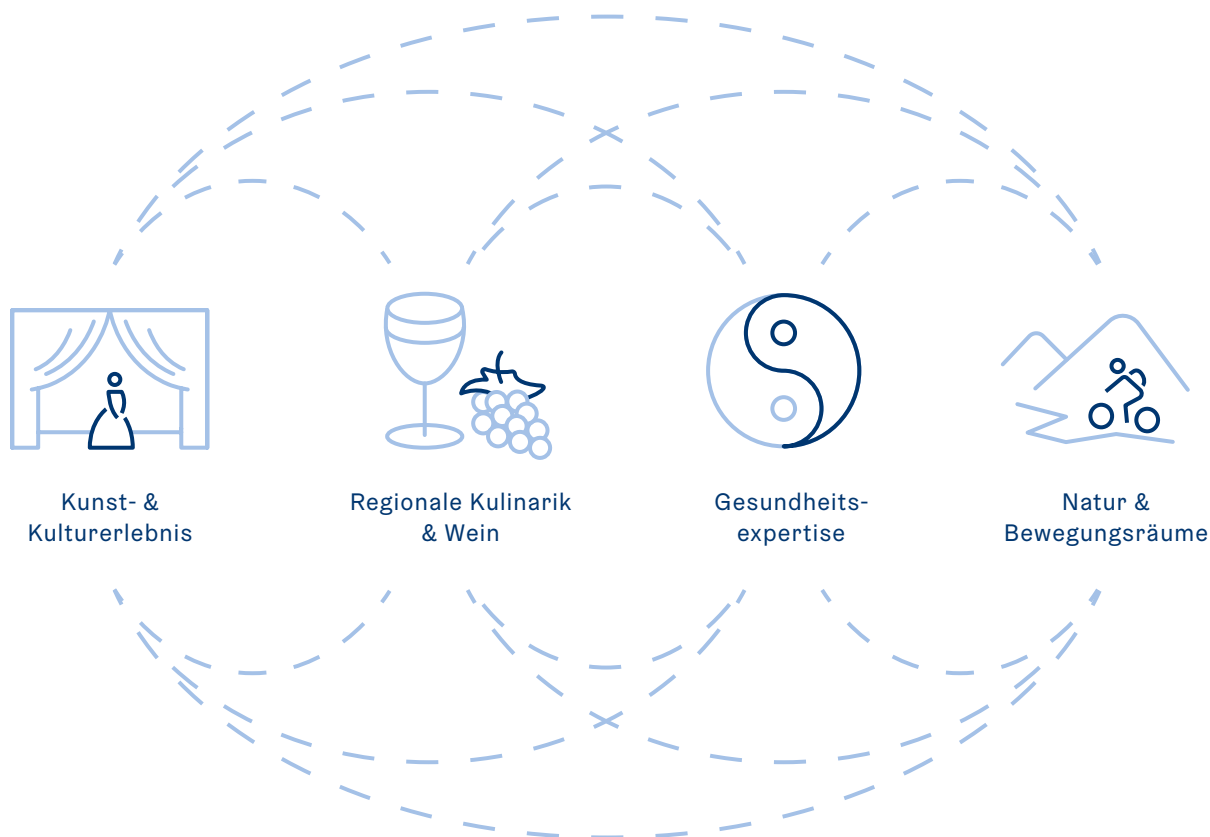 Kunst- &
Kulturerlebnis
Regionale Kulinarik
& Wein
Gesundheits-
expertise
Natur &
Bewegungsräume